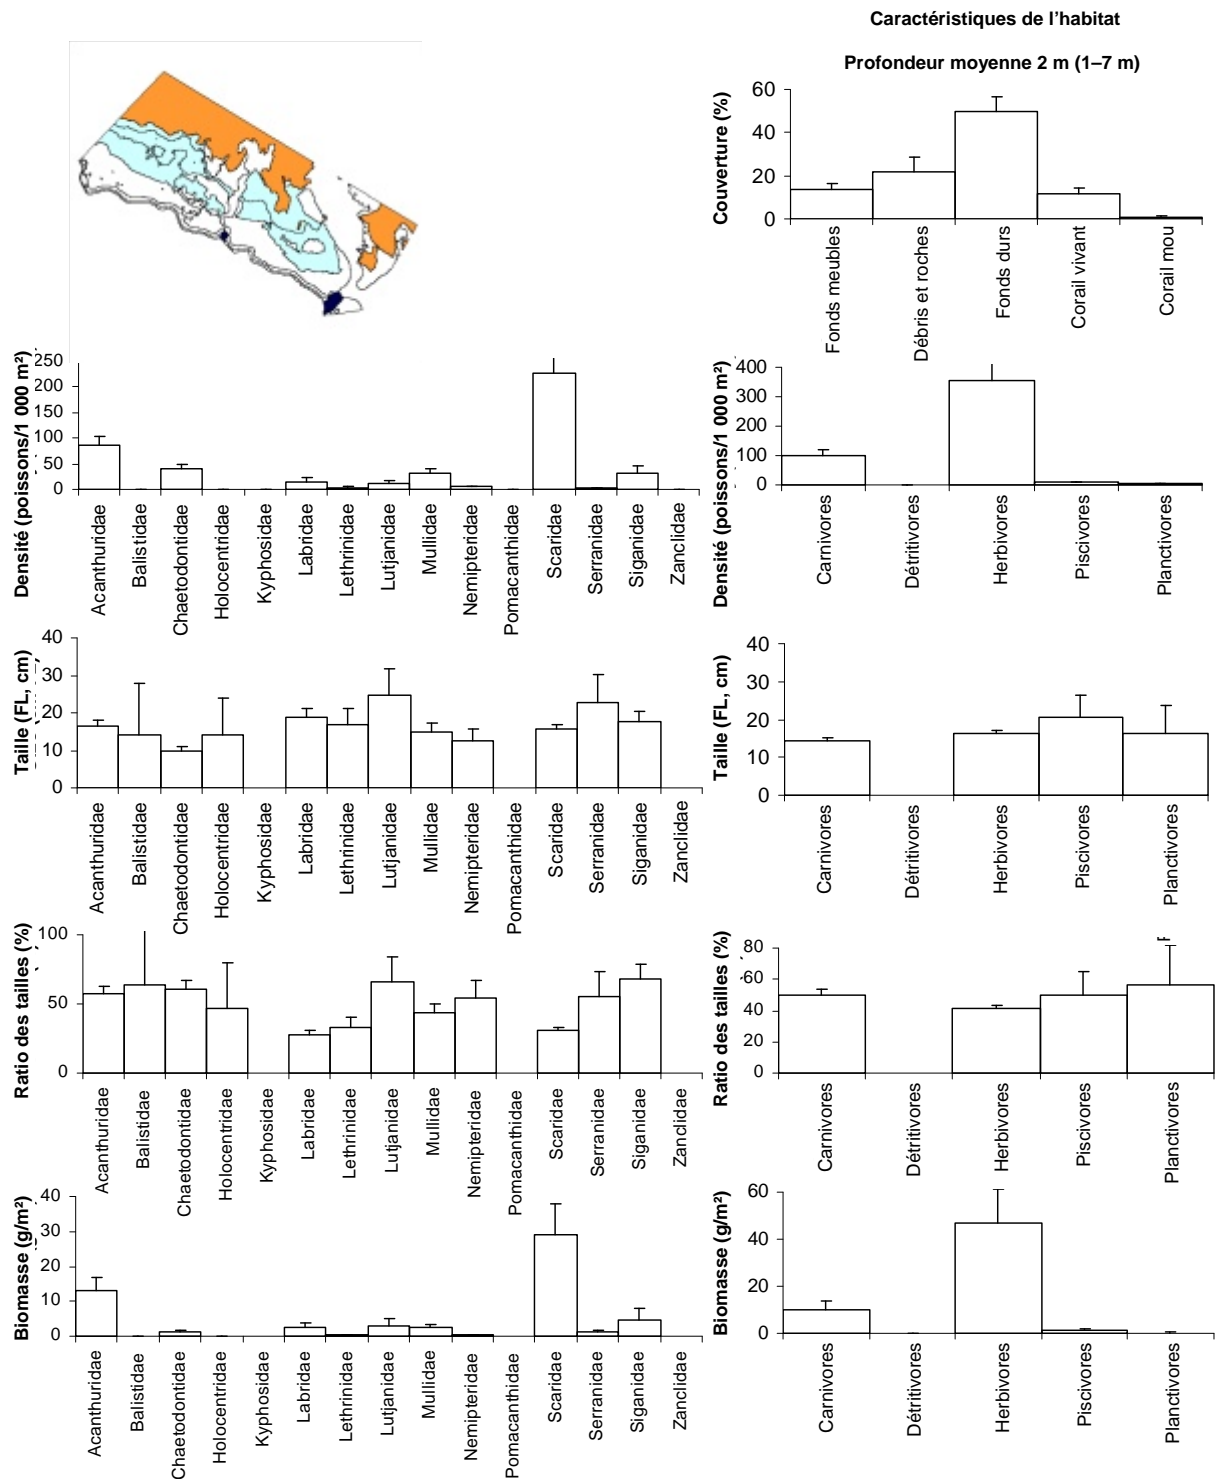 Caractéristiques de l'habitat
Profondeur moyenne 2 m (1–7 m)
Couverture (%)
60
40
20
0
Fonds meubles
Débris et roches
Fonds durs
Corail vivant
Corail mou
Densité (poissons/1 000 m²)
250
200
150
100
50
0
Acanthuridae
Balistidae
Chaetodontidae
Holocentridae
Kyphosidae
Labridae
Lethrinidae
Lutjanidae
Mullidae
Nemipteridae
Pomacanthidae
Scaridae
Serranidae
Siganidae
Zanclidae
Densité (poissons/1 000 m²)
400
300
200
100
0
Carnivores
Détritivores
Herbivores
Piscivores
Planctivores
Taille (FL, cm)
40
30
20
10
0
Acanthuridae
Balistidae
Chaetodontidae
Holocentridae
Kyphosidae
Labridae
Lethrinidae
Lutjanidae
Mullidae
Nemipteridae
Pomacanthidae
Scaridae
Serranidae
Siganidae
Zanclidae
Taille (FL, cm)
40
30
20
10
0
Carnivores
Détritivores
Herbivores
Piscivores
Planctivores
Ratio des tailles (%)
100
50
0
Acanthuridae
Balistidae
Chaetodontidae
Holocentridae
Kyphosidae
Labridae
Lethrinidae
Lutjanidae
Mullidae
Nemipteridae
Pomacanthidae
Scaridae
Serranidae
Siganidae
Zanclidae
Ratio des tailles (%)
80
60
40
20
0
Carnivores
Détritivores
Herbivores
Piscivores
Planctivores
Biomasse (g/m²)
40
30
20
10
0
Acanthuridae
Balistidae
Chaetodontidae
Holocentridae
Kyphosidae
Labridae
Lethrinidae
Lutjanidae
Mullidae
Nemipteridae
Pomacanthidae
Scaridae
Serranidae
Siganidae
Zanclidae
Biomasse (g/m²)
60
40
20
0
Carnivores
Détritivores
Herbivores
Piscivores
Planctivores